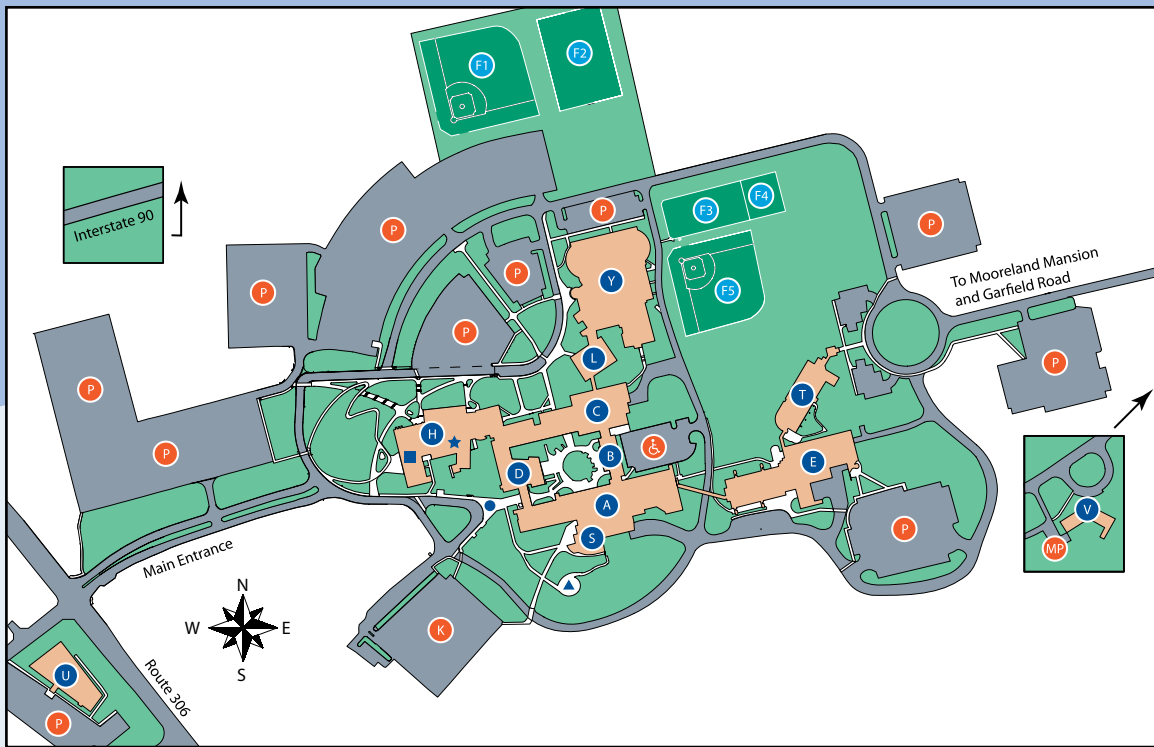 F1
F2
Interstate 90
F3
F4
P
P
P
P
P
Y
F5
To Mooreland Mansion
and Garfield Road
P
P
L
P
P
T
C
H
B
P
D
E
A
V
P
S
MP
Main Entrance
N
W
E
S
K
U
Route 306
P